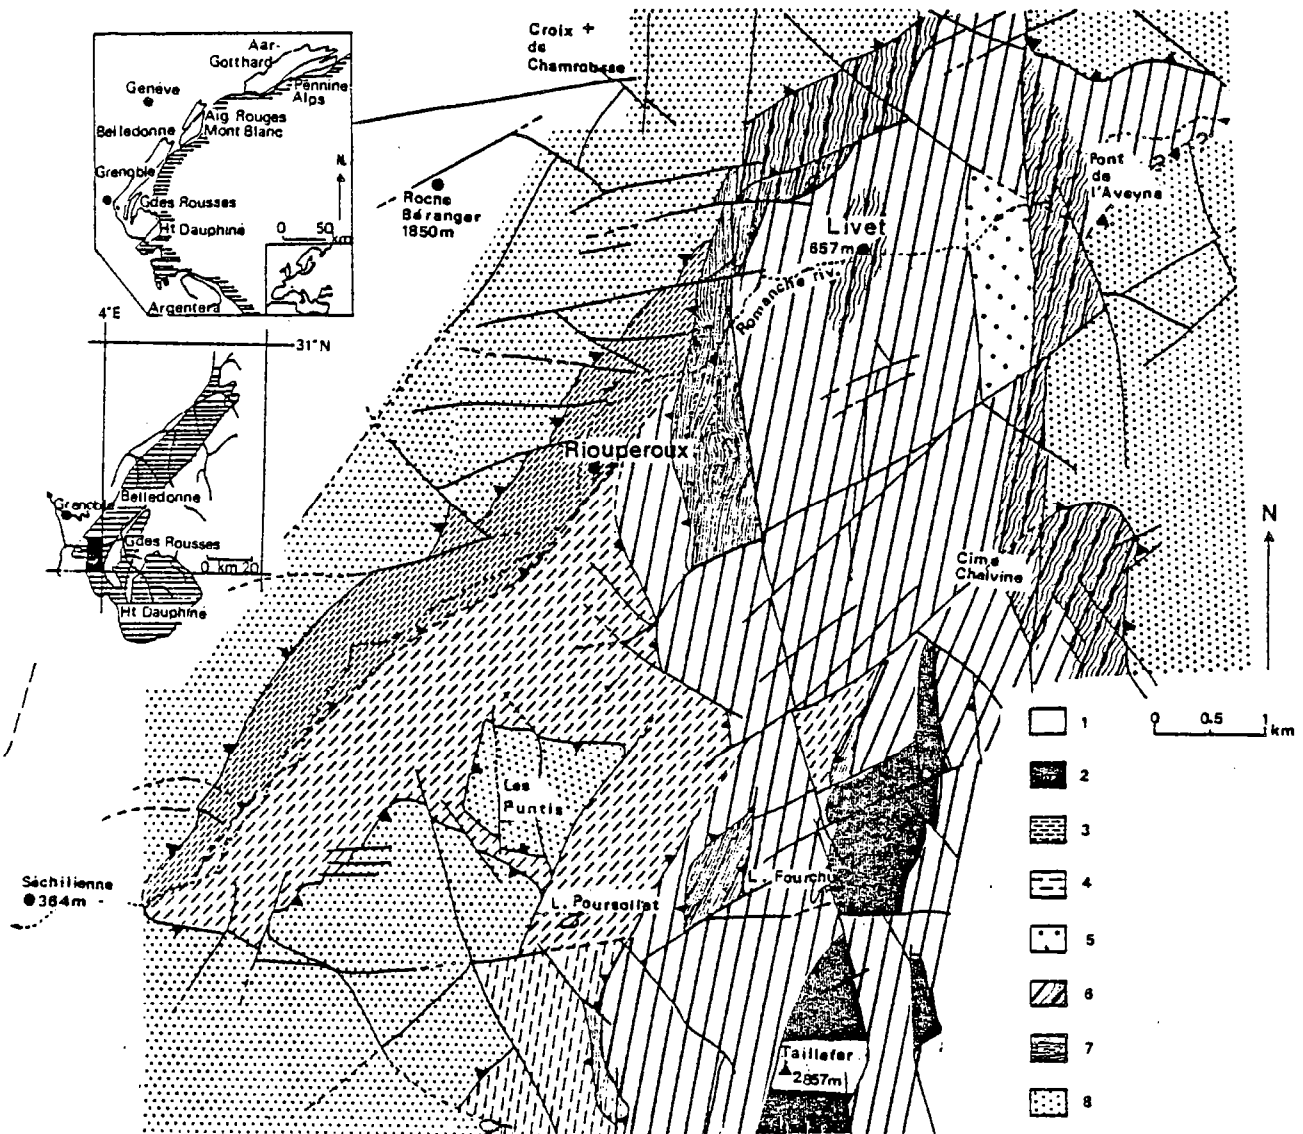 Aar-
Gotthard
Pennine
Alps
Genéve
Aig. Rouges
Mont Blanc
Belledonne
Grenoble
Gdes Rousses
Ht Dauphiné
Argentera
N
0 50
km
4°E
31°N
Grenoble
Belledonne
Gdes Rousses
0 km 20
Ht Dauphiné
Croix +
de
Chamrousse
Roche
Béranger
1850m
Pont
de
l'Aveyna
Livet
657m
Romanche riv.
Riouperoux
Cime
Chalvine
N
Les
Puntis
L. Fourchu
L. Poursollet
Séchilienne
364m
Taillefer
2857m
0 0.5 1
km
1
2
3
4
5
6
7
8